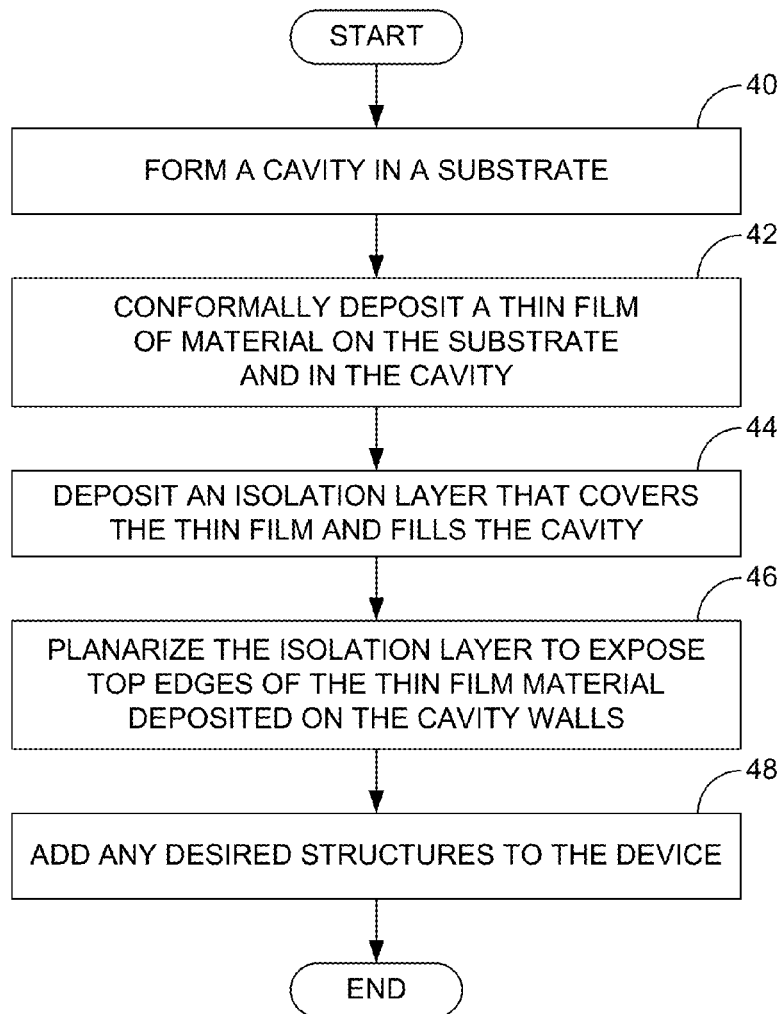 START
40
FORM A CAVITY IN A SUBSTRATE
42
CONFORMALLY DEPOSIT A THIN FILM
OF MATERIAL ON THE SUBSTRATE
AND IN THE CAVITY
44
DEPOSIT AN ISOLATION LAYER THAT COVERS
THE THIN FILM AND FILLS THE CAVITY
46
PLANARIZE THE ISOLATION LAYER TO EXPOSE
TOP EDGES OF THE THIN FILM MATERIAL
DEPOSITED ON THE CAVITY WALLS
48
ADD ANY DESIRED STRUCTURES TO THE DEVICE
END